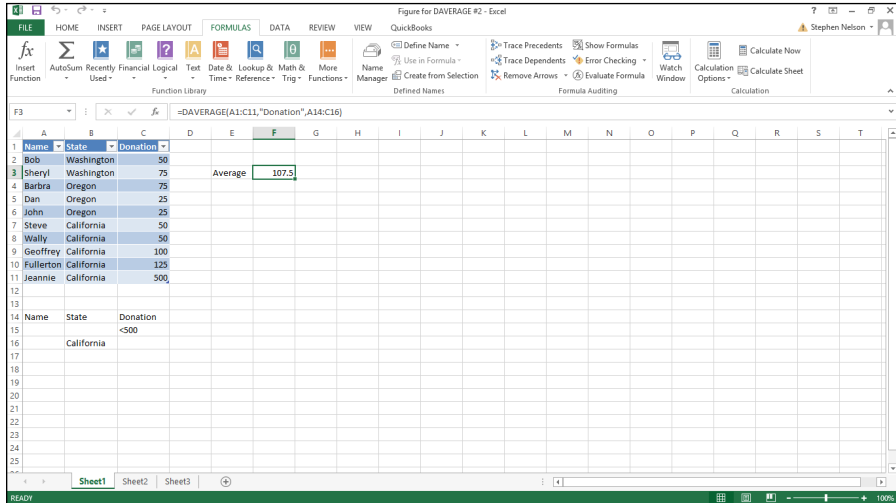 Figure for DAVERAGE #2 - Excel
FILE HOME INSERT PAGE LAYOUT FORMULAS DATA REVIEW VIEW QuickBooks Stephen Nelson
Insert Function
AutoSum
Recently Used
Financial
Logical
Text
Date & Time
Lookup & Reference
Math & Trig
More Functions
Function Library
Name Manager
Define Name
Use in Formula
Create from Selection
Defined Names
Trace Precedents
Trace Dependents
Remove Arrows
Show Formulas
Error Checking
Evaluate Formula
Watch Window
Formula Auditing
Calculation Options
Calculate Now
Calculate Sheet
Calculation
F3 fx =DAVERAGE(A1:C11,"Donation",A14:C16)
A B C D E F G H I J K L M N O P Q R S T
1 Name State Donation
2 Bob Washington 50
3 Sheryl Washington 75 Average 107.5
4 Barbra Oregon 75
5 Dan Oregon 25
6 John Oregon 25
7 Steve California 50
8 Wally California 50
9 Geoffrey California 100
10 Fullerton California 125
11 Jeannie California 500
12
13
14 Name State Donation
15 <500
16 California
17
18
19
20
21
22
23
24
25
Sheet1 Sheet2 Sheet3
READY 100%